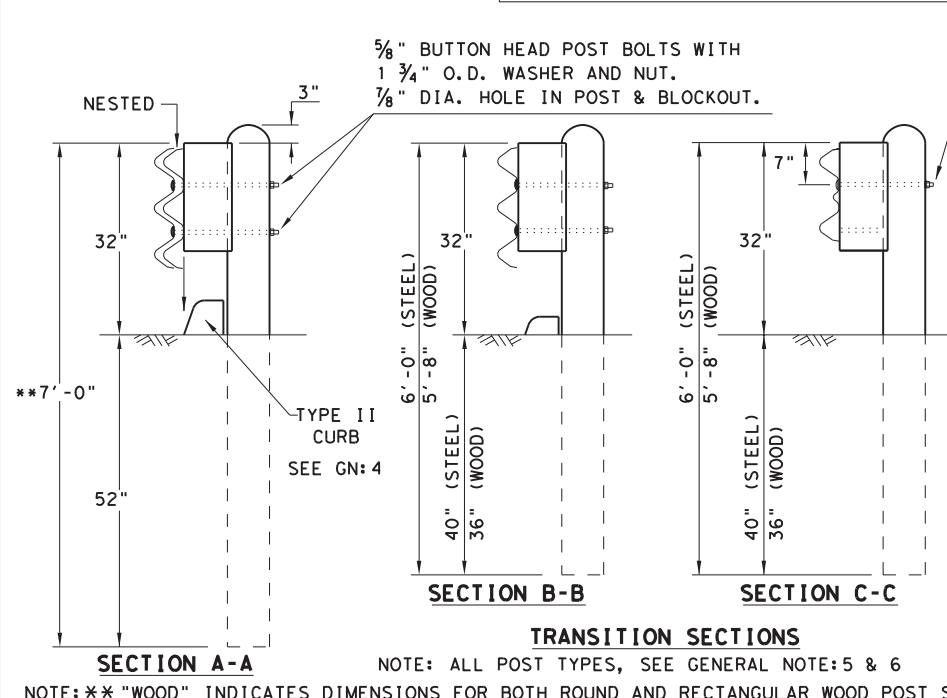 ⅝" BUTTON HEAD POST BOLTS WITH
1 ¾" O.D. WASHER AND NUT.
⅞" DIA. HOLE IN POST & BLOCKOUT.
NESTED
3"
32"
**7'-0"
52"
TYPE II
CURB
SEE GN:4
SECTION A-A
32"
6'-0" (STEEL)
5'-8" (WOOD)
40" (STEEL)
36" (WOOD)
SECTION B-B
7"
32"
6'-0" (STEEL)
5'-8" (WOOD)
40" (STEEL)
36" (WOOD)
SECTION C-C
TRANSITION SECTIONS
NOTE: ALL POST TYPES, SEE GENERAL NOTE:5 & 6
NOTE:** "WOOD" INDICATES DIMENSIONS FOR BOTH ROUND AND RECTANGULAR WOOD POST